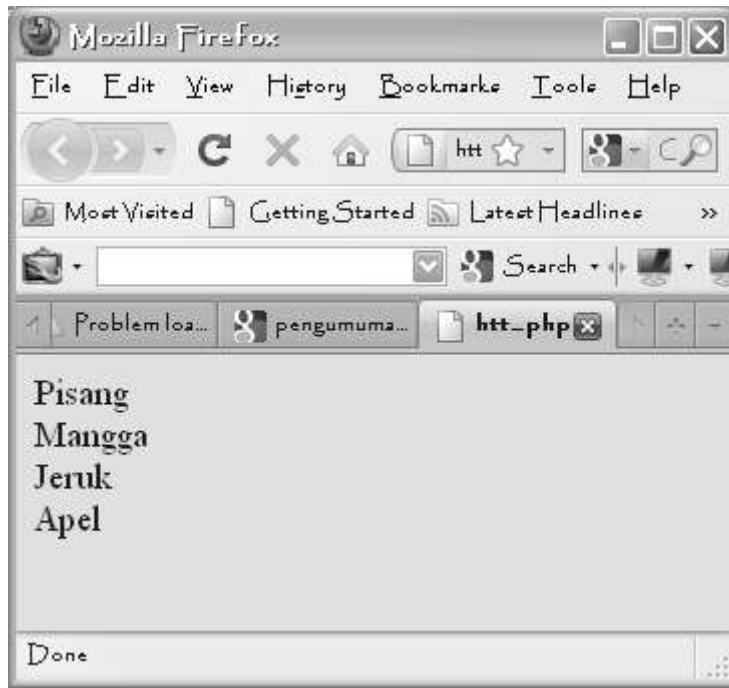 Mozilla Firefox
File Edit View History Bookmarks Tools Help
htt
Most Visited Getting Started Latest Headlines »
Search
Problem loa... pengumuma... htt_php
Pisang
Mangga
Jeruk
Apel
Done